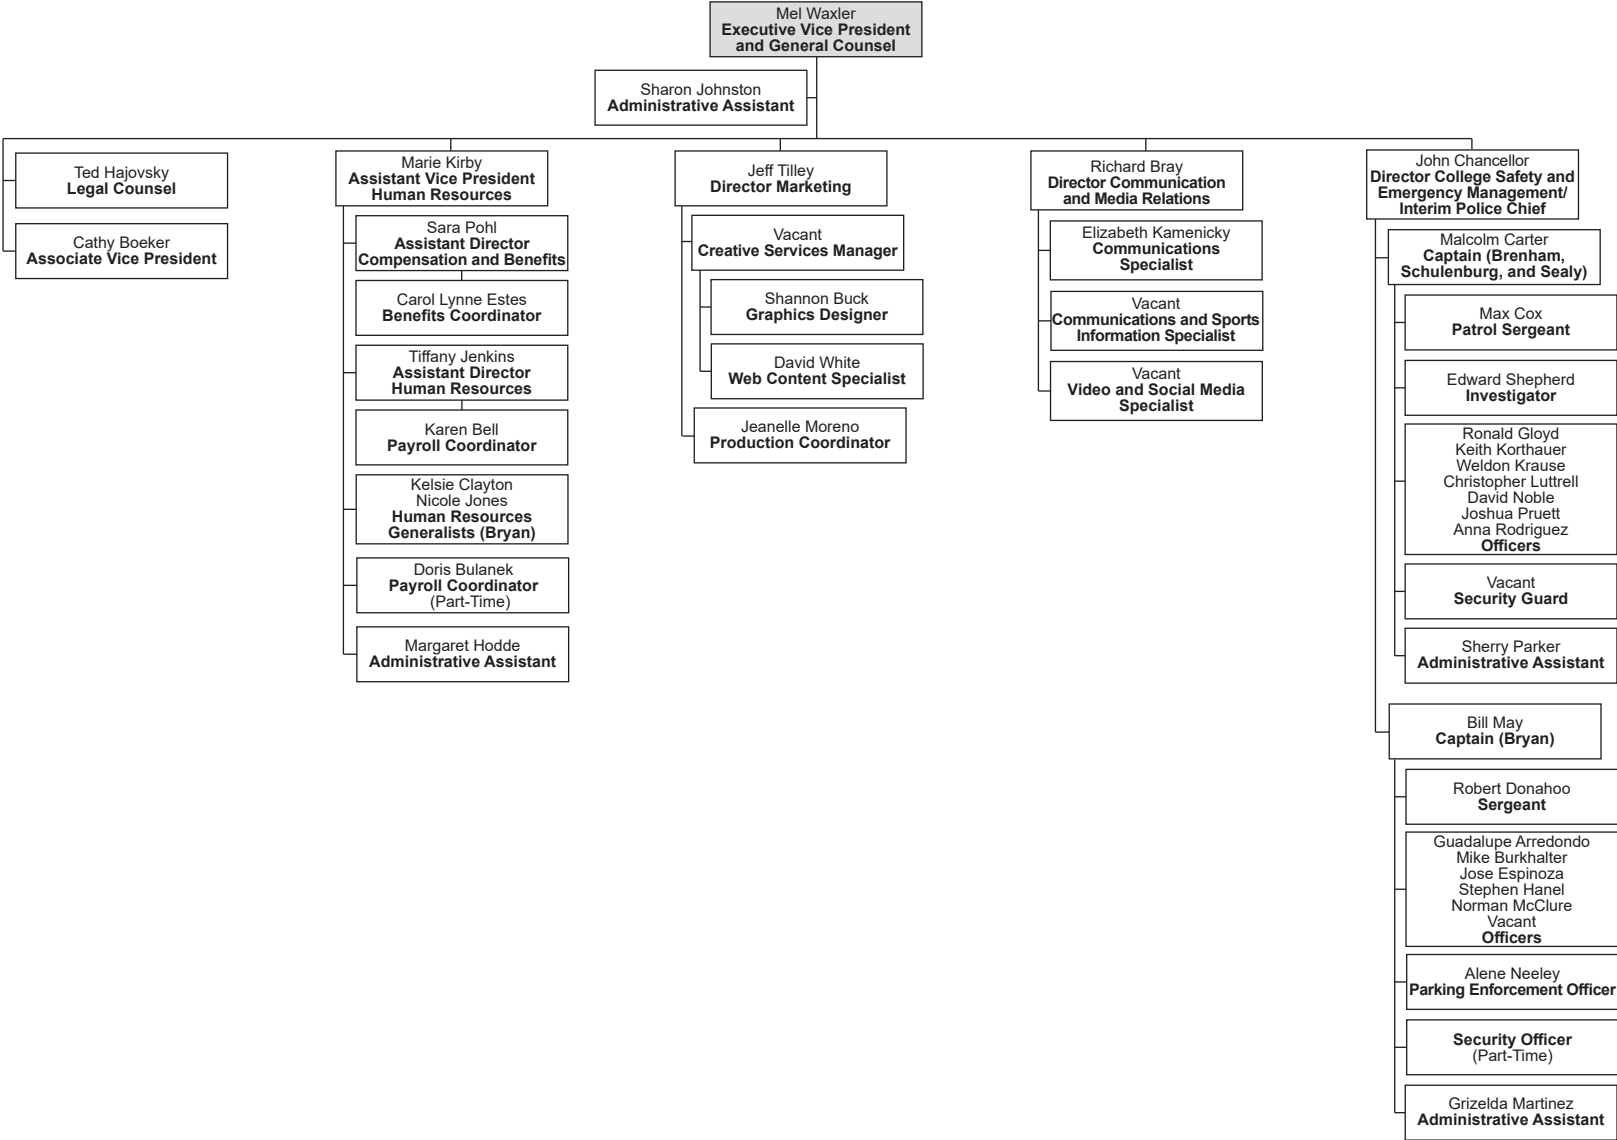 Mel Waxler
Executive Vice President
and General Counsel
Sharon Johnston
Administrative Assistant
Ted Hajovsky
Legal Counsel
Cathy Boeker
Associate Vice President
Marie Kirby
Assistant Vice President
Human Resources
Sara Pohl
Assistant Director
Compensation and Benefits
Carol Lynne Estes
Benefits Coordinator
Tiffany Jenkins
Assistant Director
Human Resources
Karen Bell
Payroll Coordinator
Kelsie Clayton
Nicole Jones
Human Resources
Generalists (Bryan)
Doris Bulanek
Payroll Coordinator
(Part-Time)
Margaret Hodde
Administrative Assistant
Jeff Tilley
Director Marketing
Vacant
Creative Services Manager
Shannon Buck
Graphics Designer
David White
Web Content Specialist
Jeanelle Moreno
Production Coordinator
Richard Bray
Director Communication
and Media Relations
Elizabeth Kamenicky
Communications
Specialist
Vacant
Communications and Sports
Information Specialist
Vacant
Video and Social Media
Specialist
John Chancellor
Director College Safety and
Emergency Management/
Interim Police Chief
Malcolm Carter
Captain (Brenham,
Schulenburg, and Sealy)
Max Cox
Patrol Sergeant
Edward Shepherd
Investigator
Ronald Gloyd
Keith Korthauer
Weldon Krause
Christopher Luttrell
David Noble
Joshua Pruett
Anna Rodriguez
Officers
Vacant
Security Guard
Sherry Parker
Administrative Assistant
Bill May
Captain (Bryan)
Robert Donahoo
Sergeant
Guadalupe Arredondo
Mike Burkhalter
Jose Espinoza
Stephen Hanel
Norman McClure
Vacant
Officers
Alene Neeley
Parking Enforcement Officer
Security Officer
(Part-Time)
Grizelda Martinez
Administrative Assistant